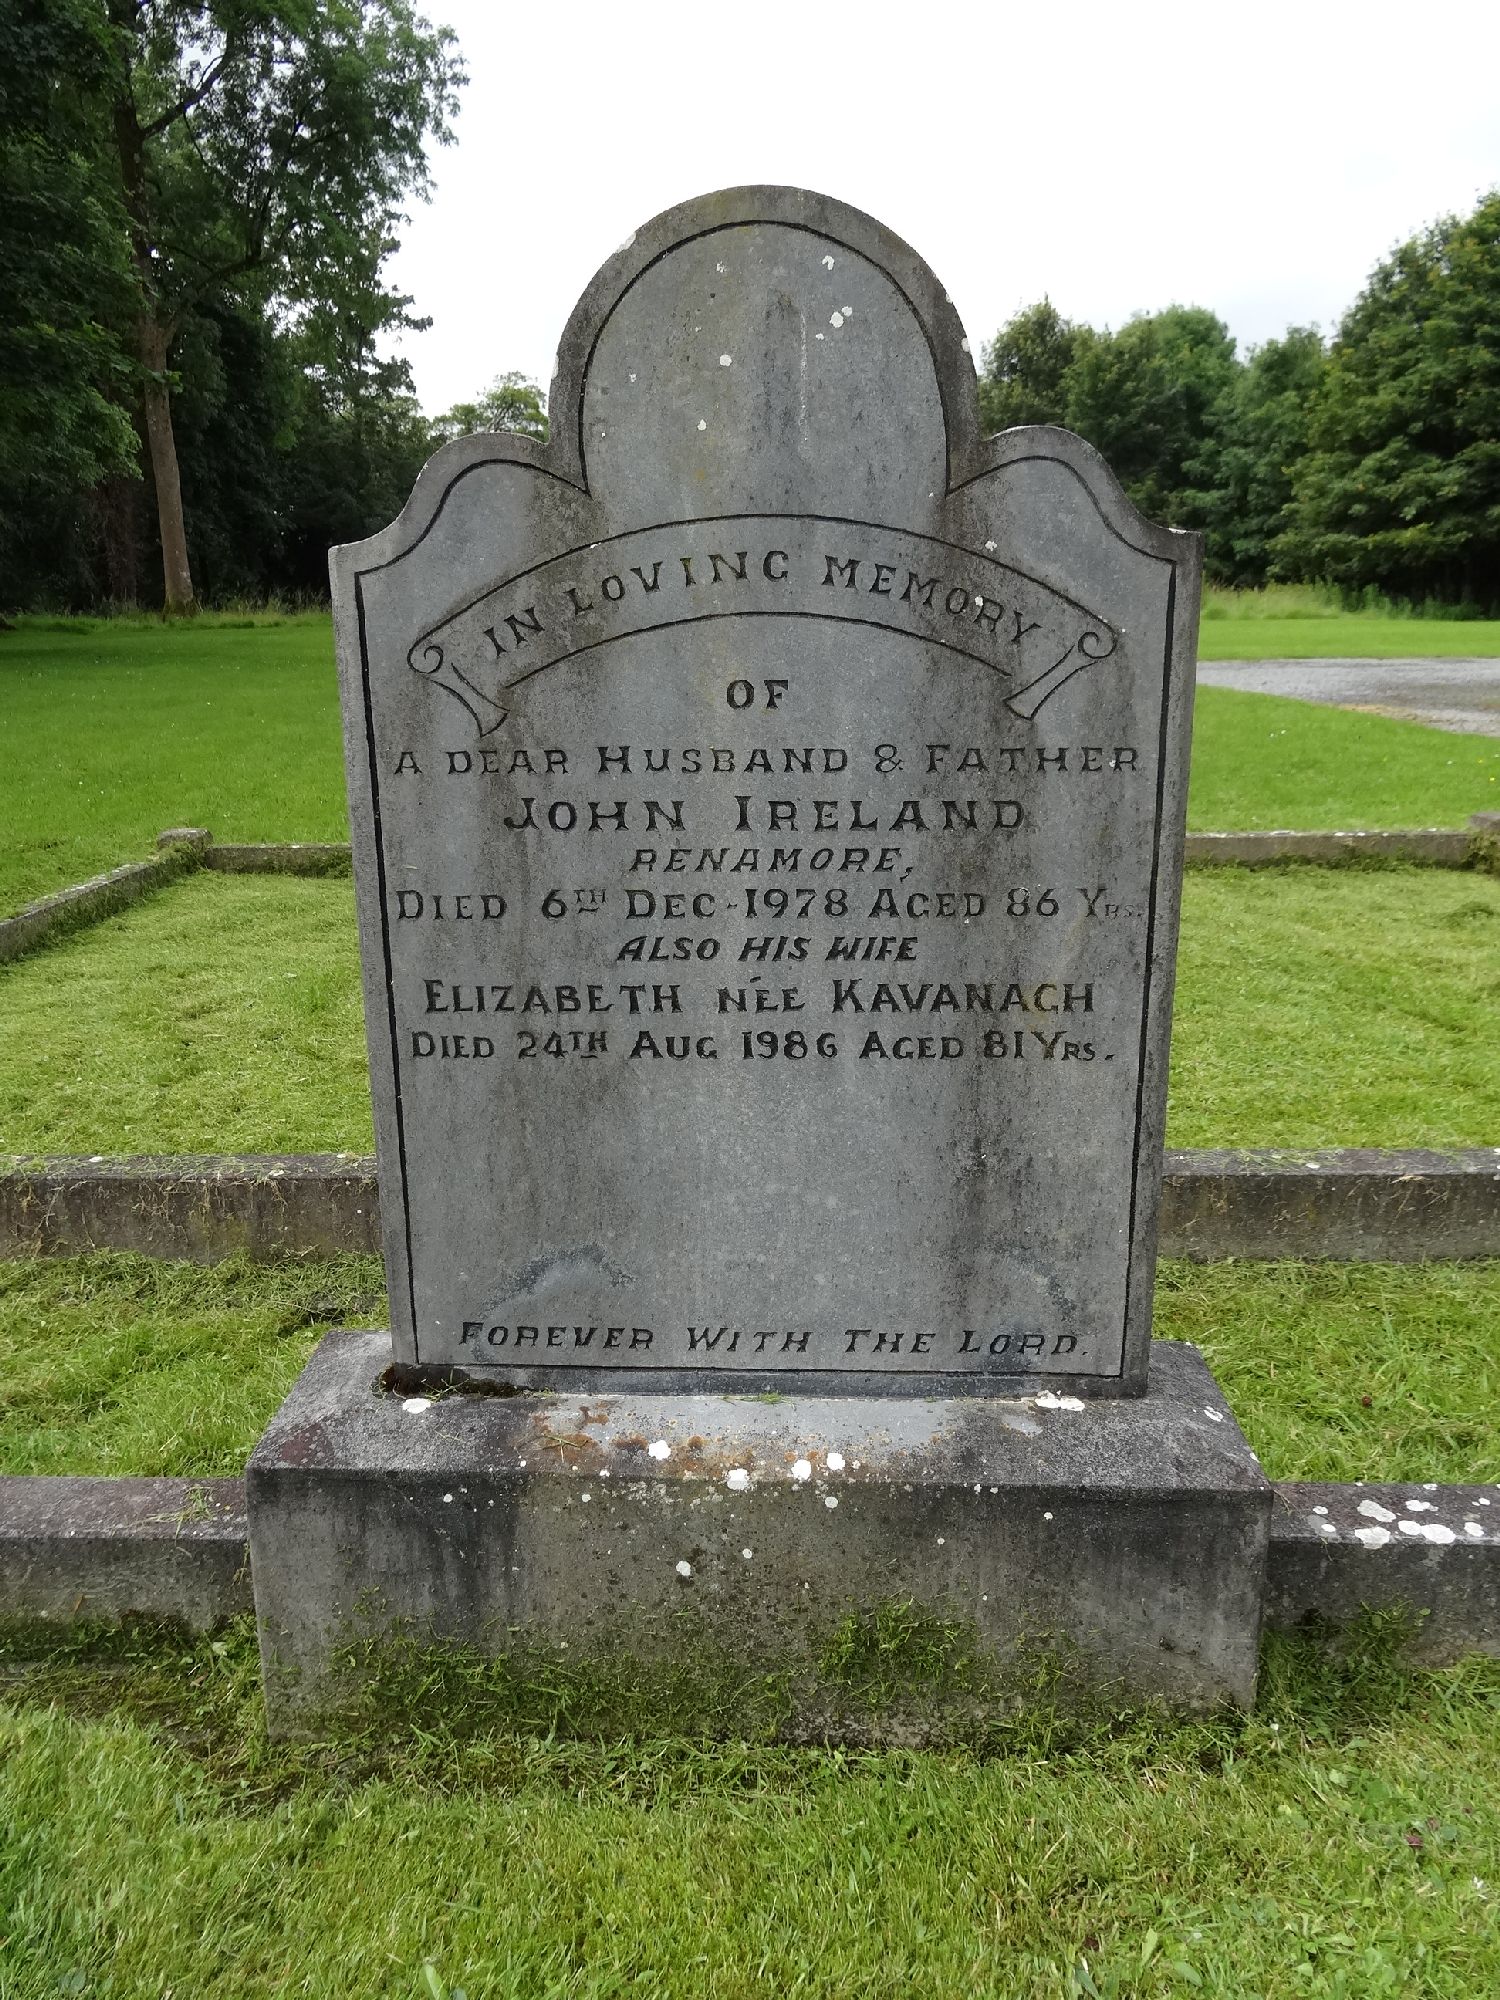 IN LOVING MEMORY
OF
A DEAR HUSBAND & FATHER
JOHN IRELAND
RENAMORE,
DIED 6TH DEC. 1978 AGED 86 YRS.
ALSO HIS WIFE
ELIZABETH NÉE KAVANAGH
DIED 24TH AUG 1986 AGED 81 YRS.
FOREVER WITH THE LORD.